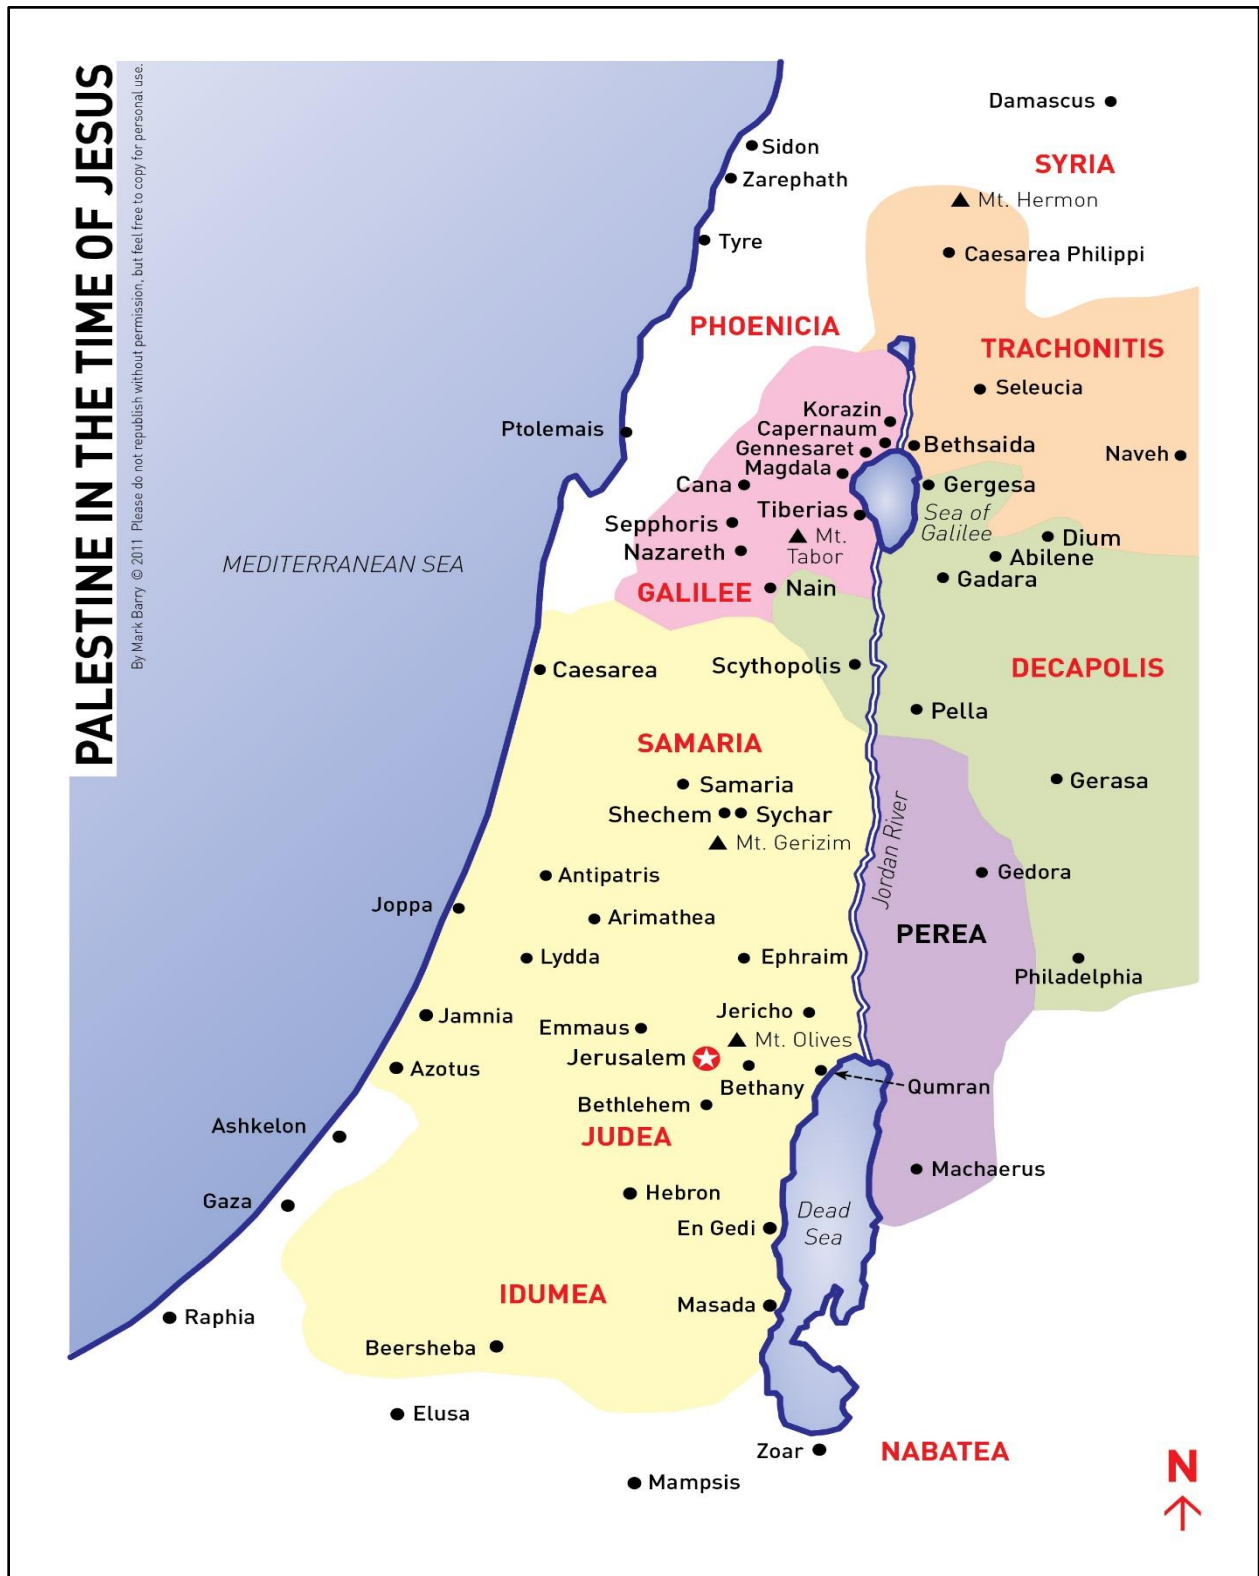 PALESTINE IN THE TIME OF JESUS
By Mark Barry © 2011 Please do not republish without permission, but feel free to copy for personal use.
Damascus
Sidon
SYRIA
Zarephath
Mt. Hermon
Tyre
Caesarea Philippi
PHOENICIA
TRACHONITIS
Seleucia
Korazin
Ptolemais
Capernaum
Bethsaida
Gennesaret
Naveh
Magdala
Cana
Gergesa
Tiberias
Sea of
Galilee
Sepphoris
Mt.
Tabor
Dium
Nazareth
Abilene
MEDITERRANEAN SEA
Gadara
GALILEE
Nain
Caesarea
Scythopolis
DECAPOLIS
Pella
SAMARIA
Samaria
Gerasa
Shechem
Sychar
Mt. Gerizim
Jordan River
Antipatris
Gedora
Joppa
Arimathea
PEREA
Lydda
Ephraim
Philadelphia
Jamnia
Jericho
Emmaus
Mt. Olives
Jerusalem
Azotus
Bethany
Qumran
Bethlehem
Ashkelon
JUDEA
Machaerus
Hebron
Gaza
Dead
Sea
En Gedi
IDUMEA
Masada
Raphia
Beersheba
Elusa
Zoar
NABATEA
N
Mampsis